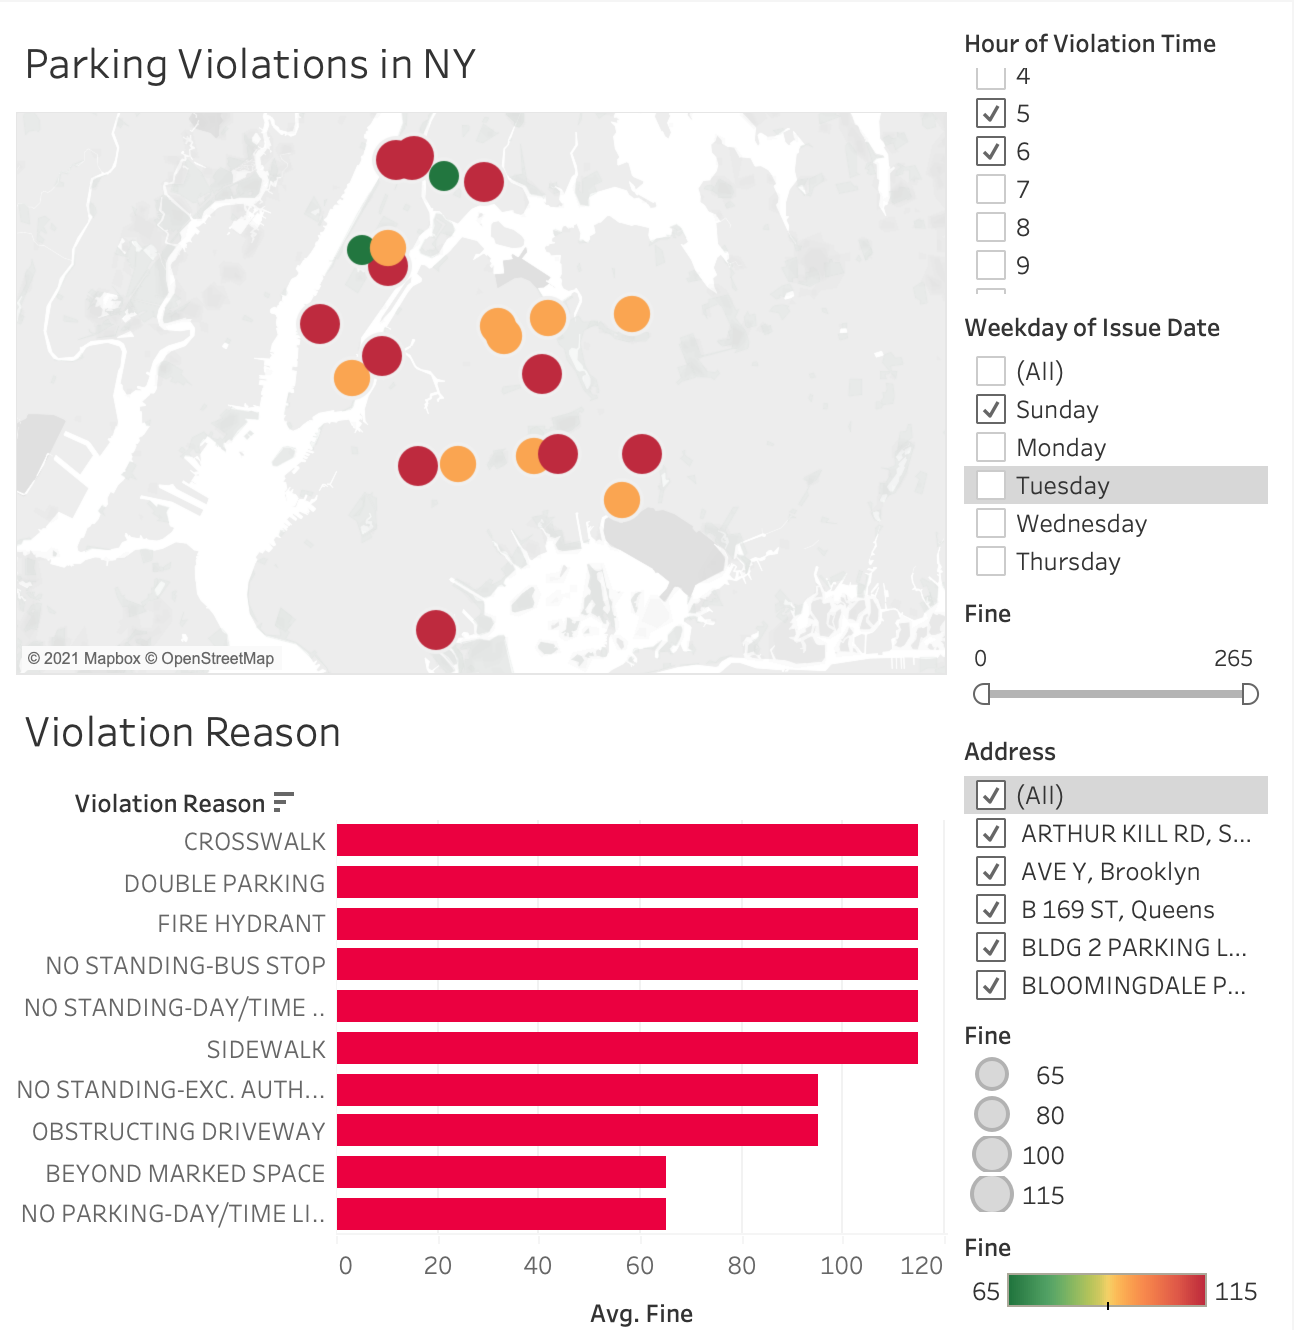 Parking Violations in NY
© 2021 Mapbox © OpenStreetMap
Violation Reason
Violation Reason
CROSSWALK
DOUBLE PARKING
FIRE HYDRANT
NO STANDING-BUS STOP
NO STANDING-DAY/TIME ..
SIDEWALK
NO STANDING-EXC. AUTH...
OBSTRUCTING DRIVEWAY
BEYOND MARKED SPACE
NO PARKING-DAY/TIME LI..
0 20 40 60 80 100 120
Avg. Fine
Hour of Violation Time
4
5
6
7
8
9
Weekday of Issue Date
(All)
Sunday
Monday
Tuesday
Wednesday
Thursday
Fine
0 265
Address
(All)
ARTHUR KILL RD, S...
AVE Y, Brooklyn
B 169 ST, Queens
BLDG 2 PARKING L...
BLOOMINGDALE P...
Fine
65
80
100
115
Fine
65 115